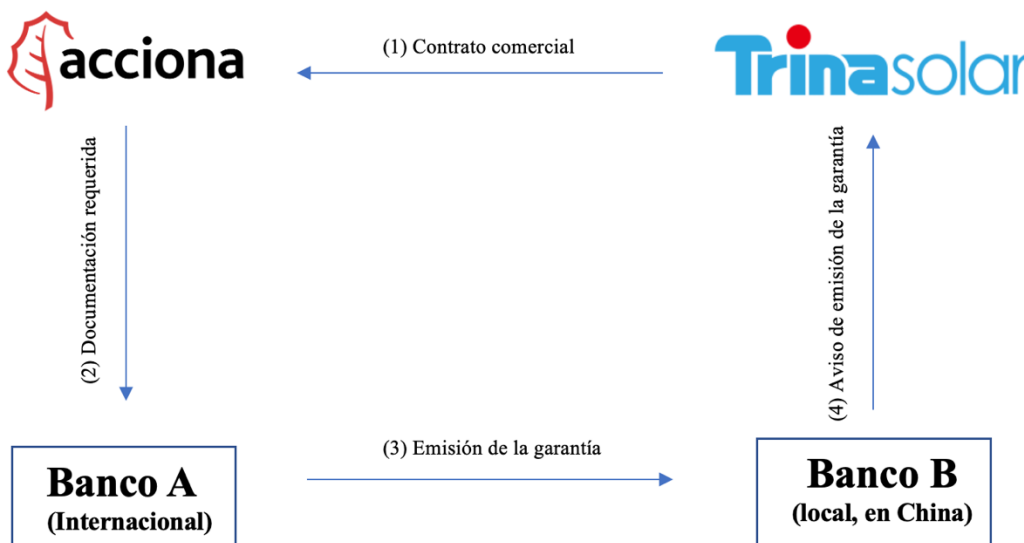 acciona
(1) Contrato comercial
Trinasolar
(2) Documentación requerida
(4) Aviso de emisión de la garantía
(3) Emisión de la garantía
Banco A
(Internacional)
Banco B
(local, en China)